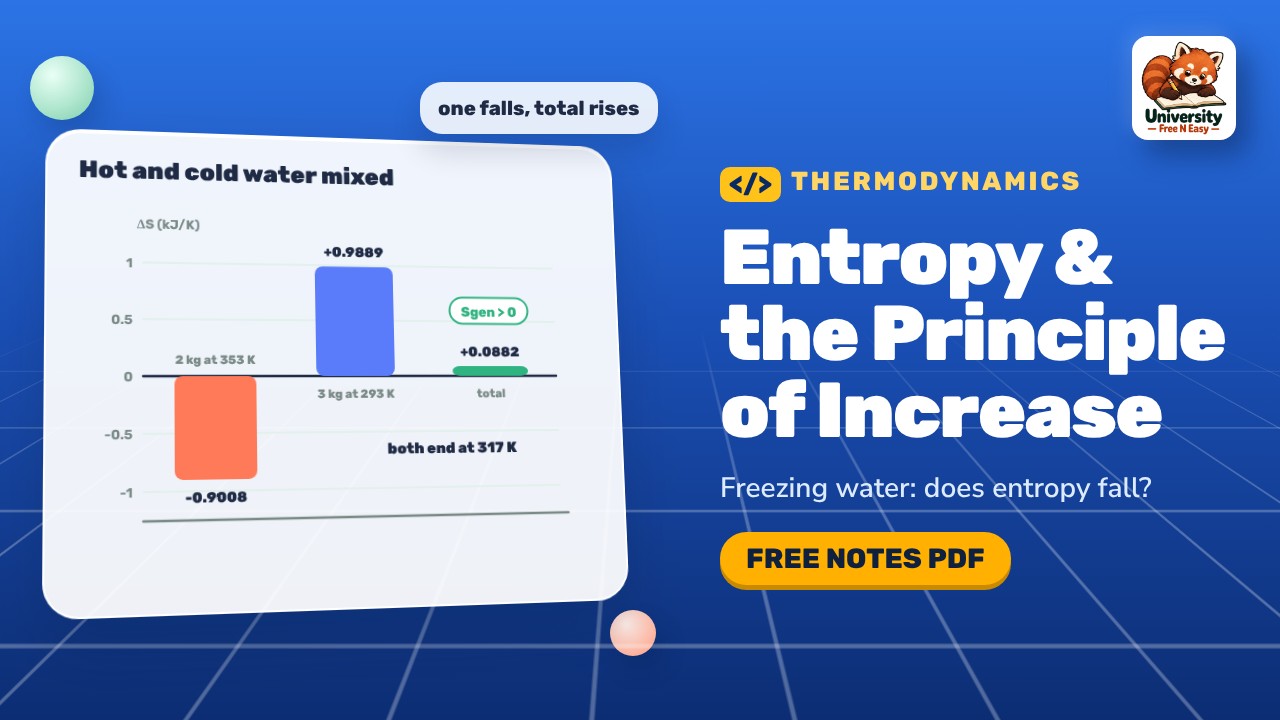 one falls, total rises
Hot and cold water mixed
ΔS (kJ/K)
1
0.5
0
-0.5
-1
+0.9889
Sgen > 0
+0.0882
2 kg at 353 K
3 kg at 293 K
total
both end at 317 K
-0.9008
University
— Free N Easy —
</> THERMODYNAMICS
Entropy &
the Principle
of Increase
Freezing water: does entropy fall?
FREE NOTES PDF